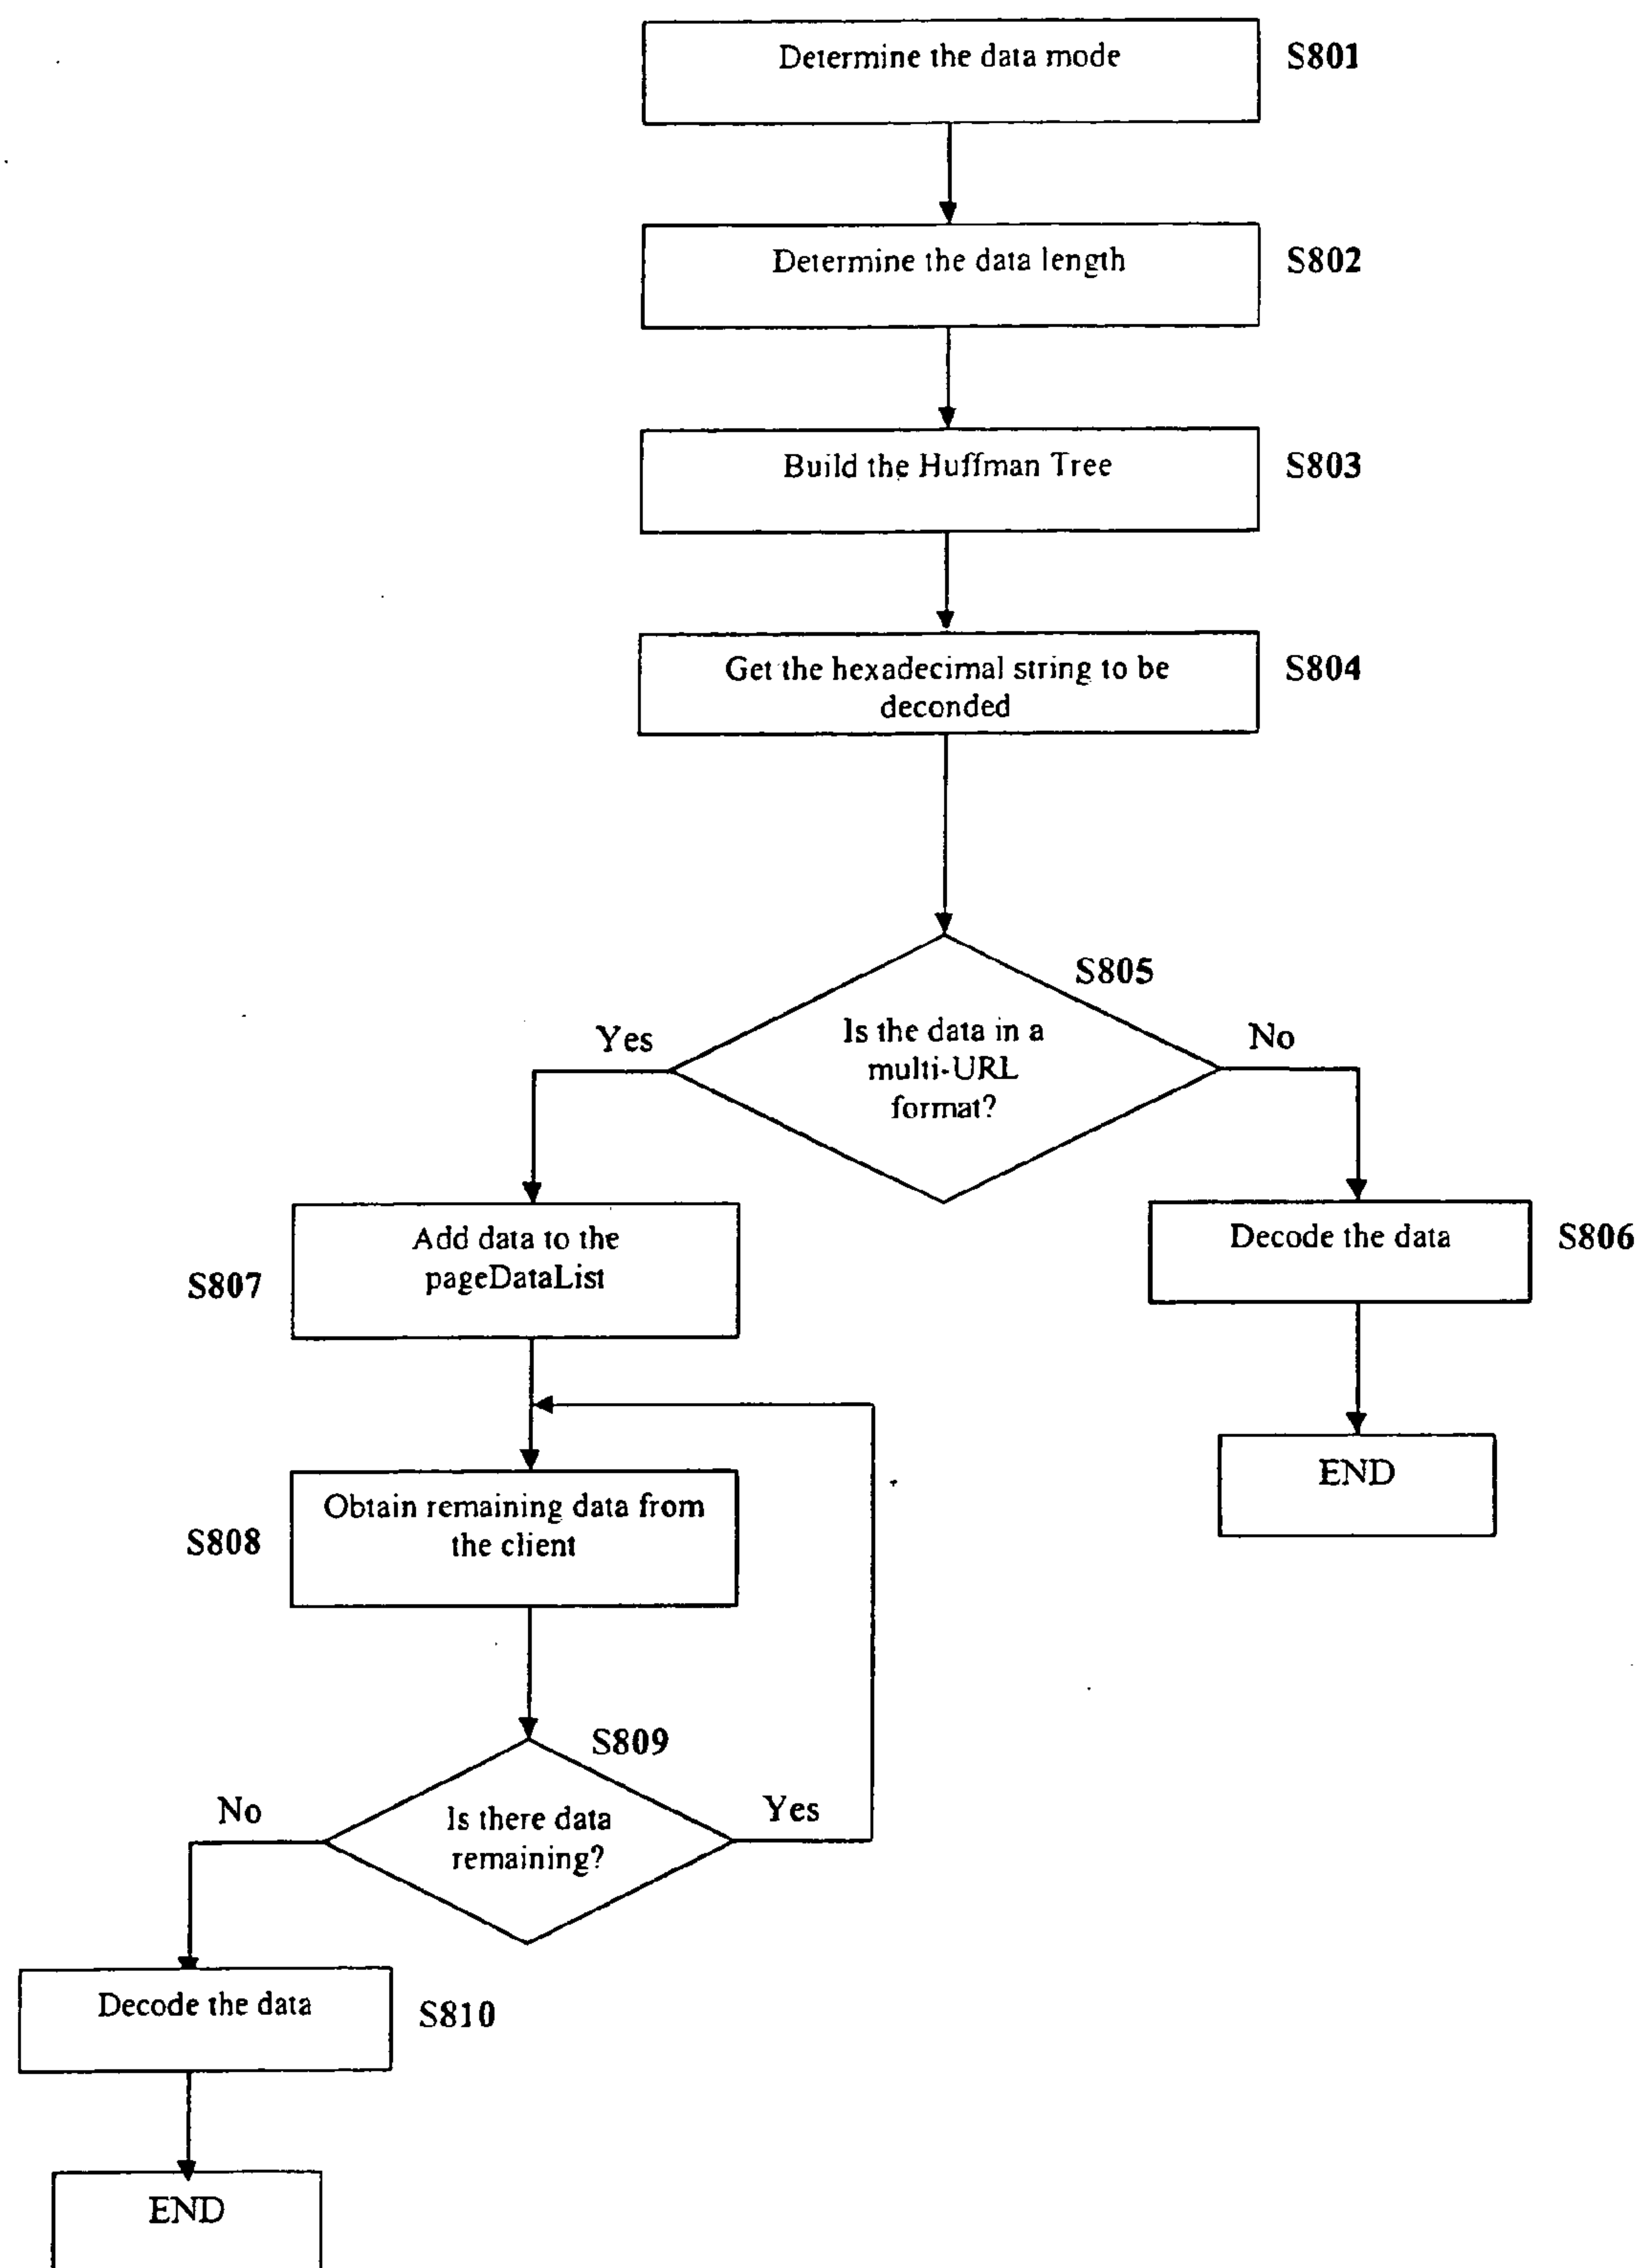 Determine the data mode
S801
Determine the data length
S802
Build the Huffman Tree
S803
Get the hexadecimal string to be
deconded
S804
S805
Is the data in a
multi-URL
format?
Yes
No
Add data to the
pageDataList
S807
Decode the data
S806
END
Obtain remaining data from
the client
S808
S809
Is there data
remaining?
No
Yes
Decode the data
S810
END